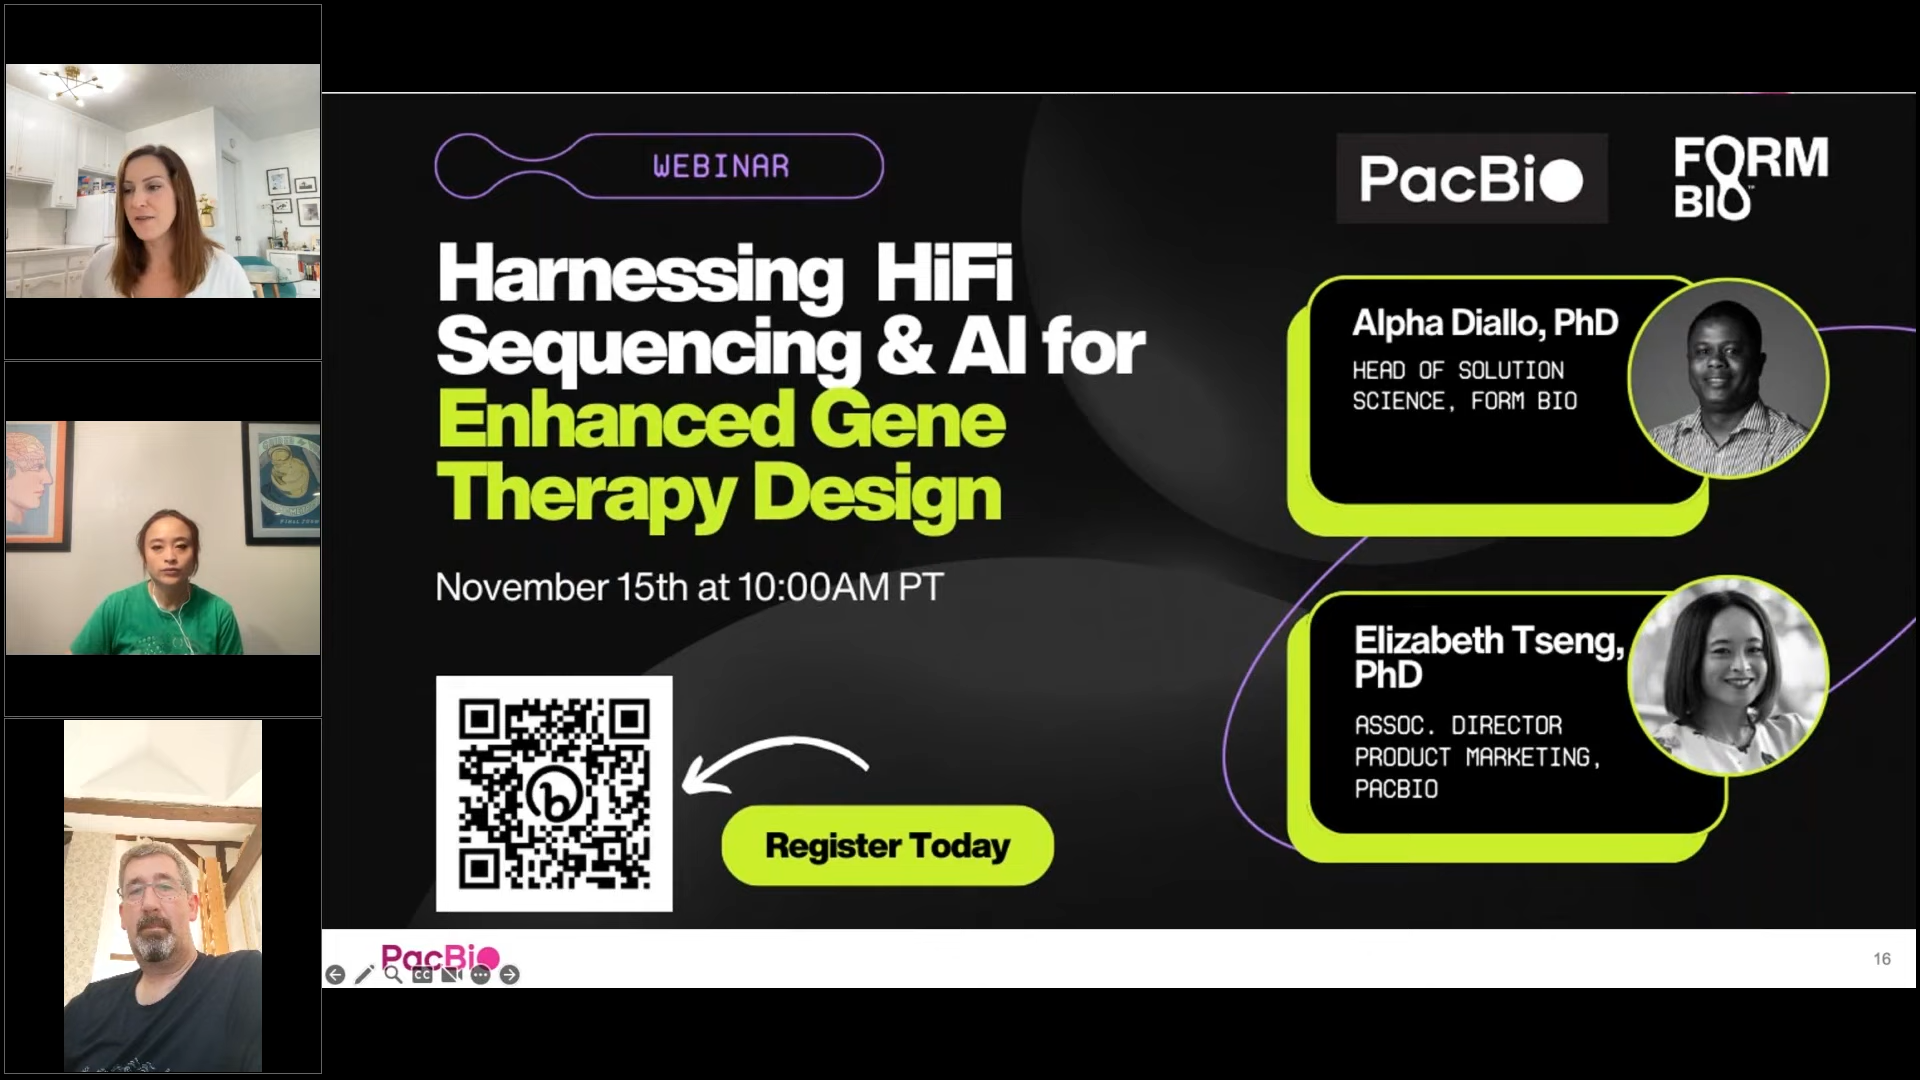 WEBINAR
Harnessing HiFi
Sequencing & AI for
Enhanced Gene
Therapy Design
November 15th at 10:00AM PT
Register Today
PacBio
FORM
BIO
Alpha Diallo, PhD
HEAD OF SOLUTION
SCIENCE, FORM BIO
Elizabeth Tseng,
PhD
ASSOC. DIRECTOR
PRODUCT MARKETING,
PACBIO
PacBio
CC
16